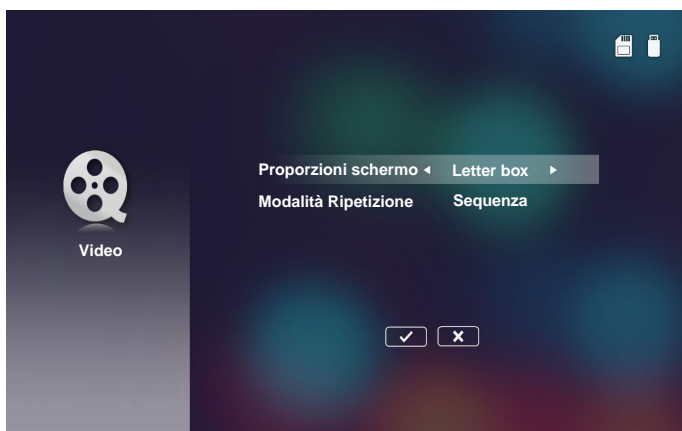 Proporzioni schermo Letter box
Modalità Ripetizione Sequenza
Video